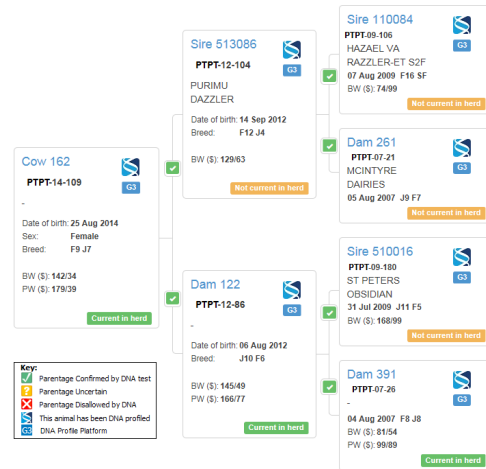 Cow 162
PTPT-14-109
G3
-
Date of birth: 25 Aug 2014
Sex: Female
Breed: F9 J7
BW ($): 142/34
PW ($): 179/39
Current in herd
Sire 513086
PTPT-12-104
G3
PURIMU
DAZZLER
Date of birth: 14 Sep 2012
Breed: F12 J4
BW ($): 129/63
Not current in herd
Dam 122
PTPT-12-86
G3
-
Date of birth: 06 Aug 2012
Breed: J10 F6
BW ($): 145/49
PW ($): 166/77
Current in herd
Sire 110084
PTPT-09-106
G3
HAZAEL VA
RAZZLER-ET S2F
07 Aug 2009 F16 SF
BW ($): 74/99
Not current in herd
Dam 261
PTPT-07-21
G3
MCINTYRE
DAIRIES
05 Aug 2007 J9 F7
Not current in herd
Sire 510016
PTPT-09-180
G3
ST PETERS
OBSIDIAN
31 Jul 2009 J11 F5
BW ($): 168/99
Not current in herd
Dam 391
PTPT-07-26
G3
-
04 Aug 2007 F8 J8
BW ($): 81/54
PW ($): 99/89
Current in herd
Key:
Parentage Confirmed by DNA test
? Parentage Uncertain
Parentage Disallowed by DNA
This animal has been DNA profiled
G3 DNA Profile Platform